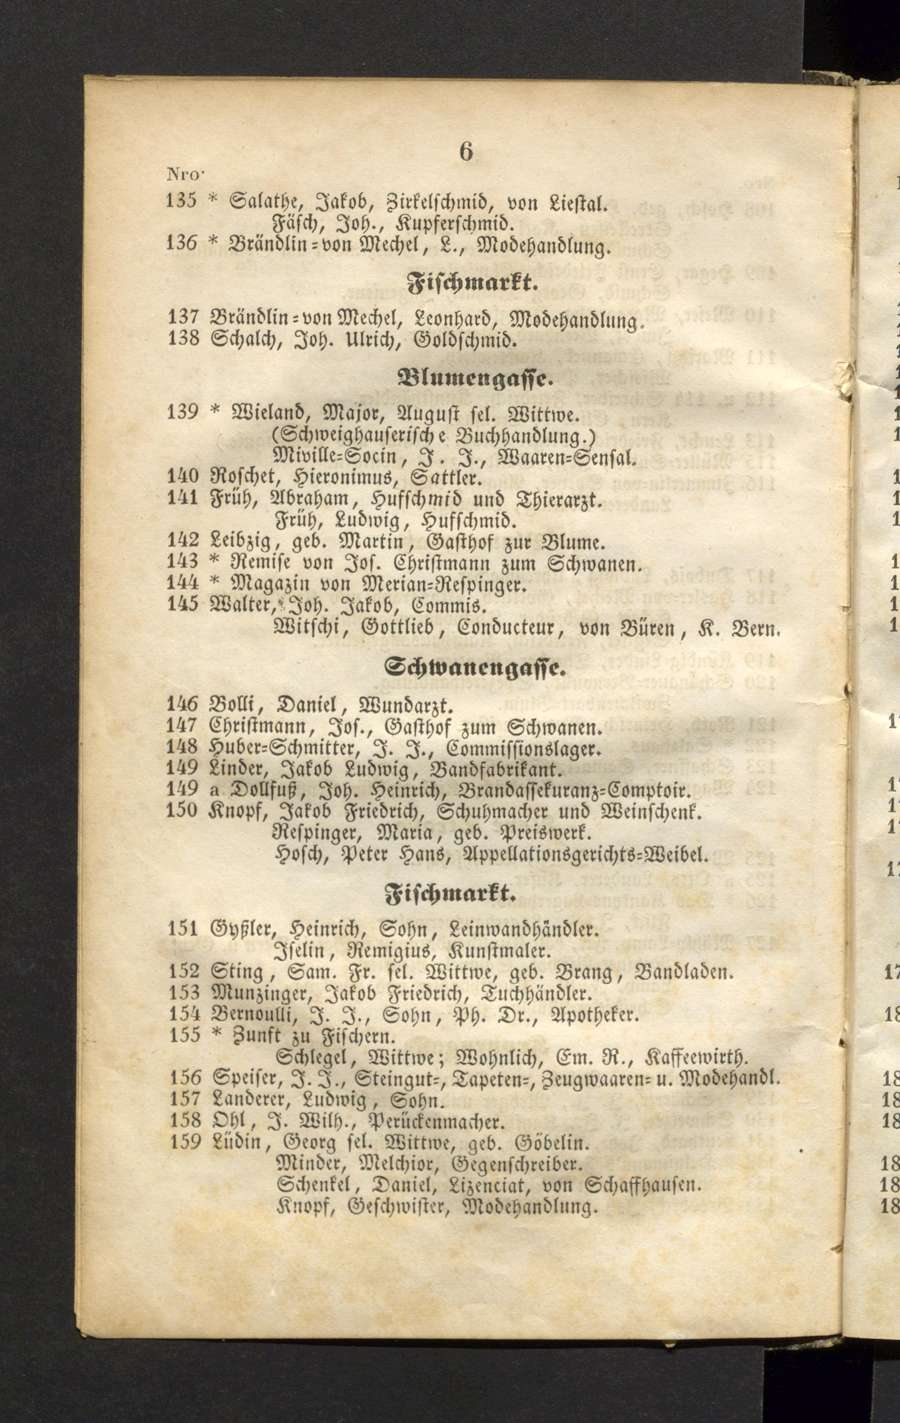 6
Nro.
135 * Salathe, Jakob, Zirkelschmid, von Liestal.
Fäsch, Joh., Kupferschmid.
136 * Brändlin=von Mechel, L., Modehandlung.
Fischmarkt.
137 Brändlin=von Mechel, Leonhard, Modehandlung.
138 Schalch, Joh. Ulrich, Goldschmid.
Blumengasse.
139 * Wieland, Major, August sel. Wittwe.
(Schweighauserische Buchhandlung.)
Miville=Socin, J. J., Waaren=Sensal.
140 Roschet, Hieronimus, Sattler.
141 Früh, Abraham, Hufschmid und Thierarzt.
Früh, Ludwig, Hufschmid.
142 Leibzig, geb. Martin, Gasthof zur Blume.
143 * Remise von Jos. Christmann zum Schwanen.
144 * Magazin von Merian=Respinger.
145 Walter, Joh. Jakob, Commis.
Witschi, Gottlieb, Conducteur, von Büren, K. Bern.
Schwanengasse.
146 Bolli, Daniel, Wundarzt.
147 Christmann, Jos., Gasthof zum Schwanen.
148 Huber=Schmitter, J. J., Commissionslager.
149 Linder, Jakob Ludwig, Bandfabrikant.
149 a Dollfuß, Joh. Heinrich, Brandassekuranz=Comptoir.
150 Knopf, Jakob Friedrich, Schuhmacher und Weinschenk.
Respinger, Maria, geb. Preiswerk.
Hosch, Peter Hans, Appellationsgerichts=Weibel.
Fischmarkt.
151 Gyßler, Heinrich, Sohn, Leinwandhändler.
Iselin, Remigius, Kunstmaler.
152 Sting, Sam. Fr. sel. Wittwe, geb. Brang, Bandladen.
153 Munzinger, Jakob Friedrich, Tuchhändler.
154 Bernoulli, J. J., Sohn, Ph. Dr., Apotheker.
155 * Zunft zu Fischern.
Schlegel, Wittwe; Wohnlich, Em. R., Kaffeewirth.
156 Speiser, J. J., Steingut=, Tapeten=, Zeugwaaren= u. Modehandl.
157 Landerer, Ludwig, Sohn.
158 Ohl, J. Wilh., Perückenmacher.
159 Lüdin, Georg sel. Wittwe, geb. Göbelin.
Minder, Melchior, Gegenschreiber.
Schenkel, Daniel, Lizenciat, von Schaffhausen.
Knopf, Geschwister, Modehandlung.